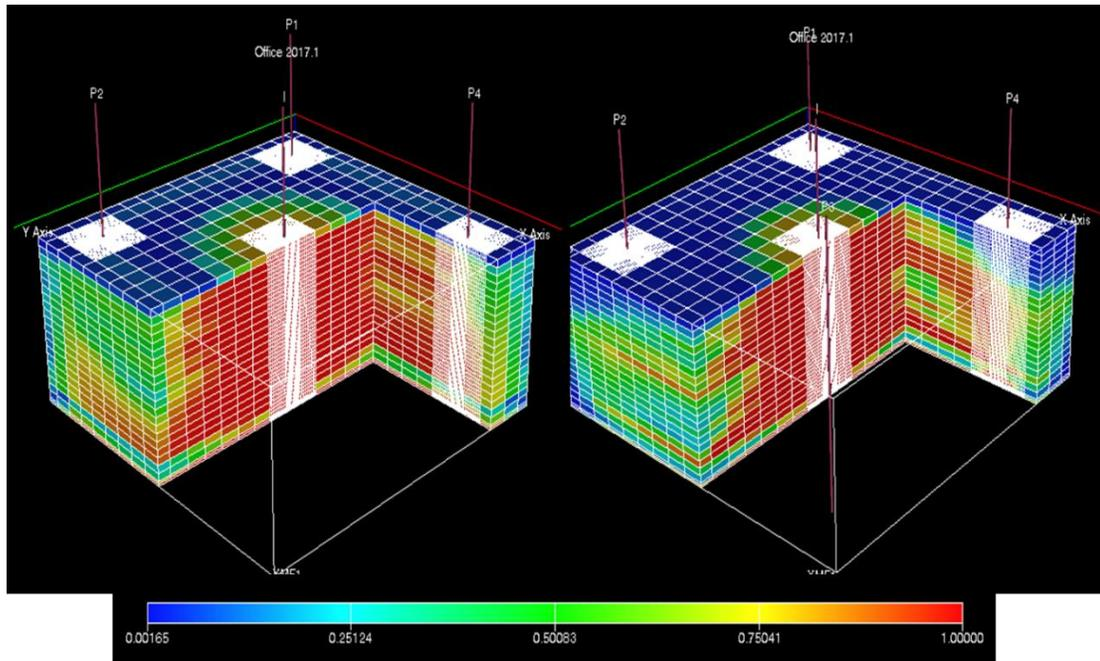 P1
Office 2017.1
P2
I
P4
Y Axis
X Axis
P1
Office 2017.1
I
P4
P2
X Axis
0.00165
0.25124
0.50083
0.75041
1.00000